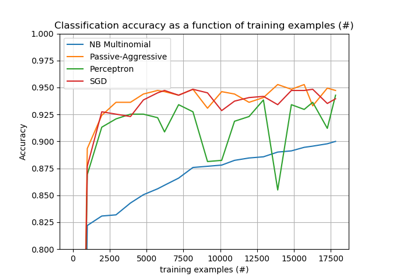 Classification accuracy as a function of training examples (#)
1.000
0.975
0.950
0.925
0.900
0.875
0.850
0.825
0.800
Accuracy
NB Multinomial
Passive-Aggressive
Perceptron
SGD
0 2500 5000 7500 10000 12500 15000 17500
training examples (#)